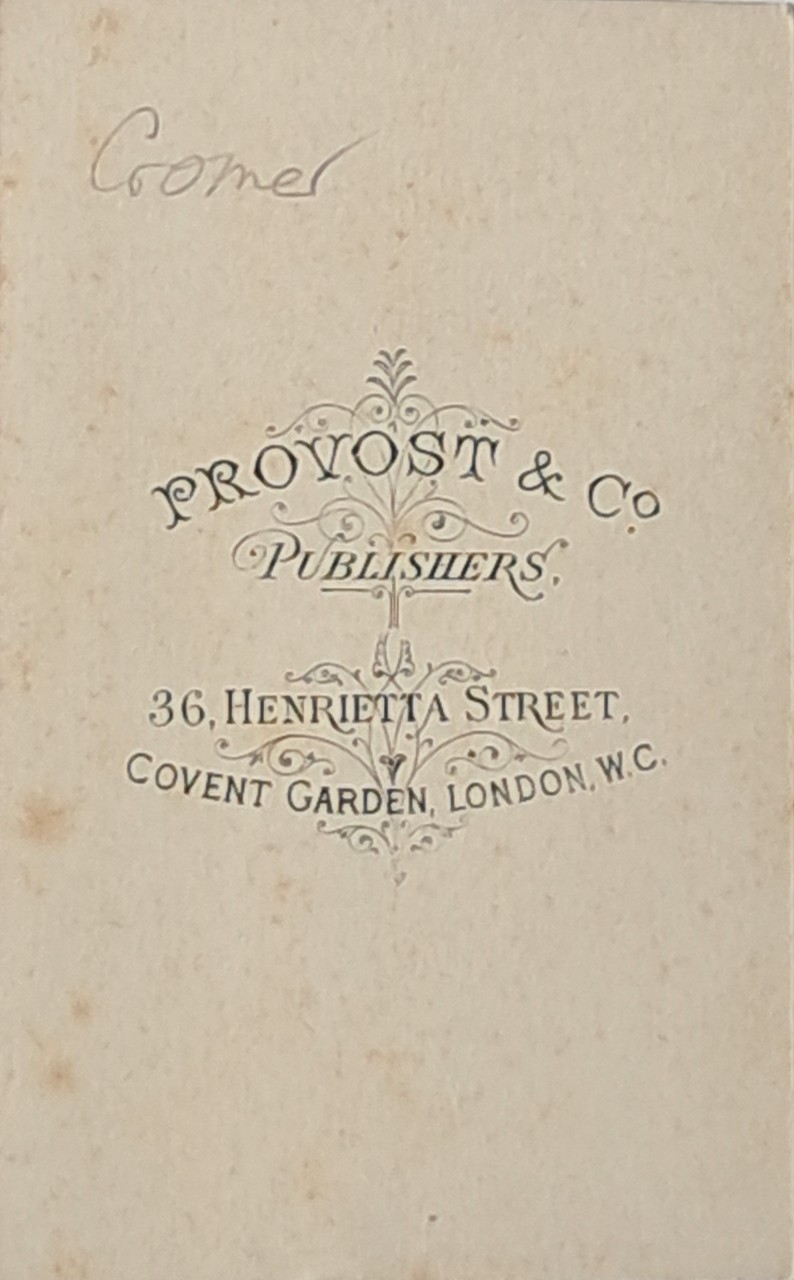 Cromer
PROVOST & Co.
PUBLISHERS,
36, HENRIETTA STREET,
COVENT GARDEN, LONDON, W.C.